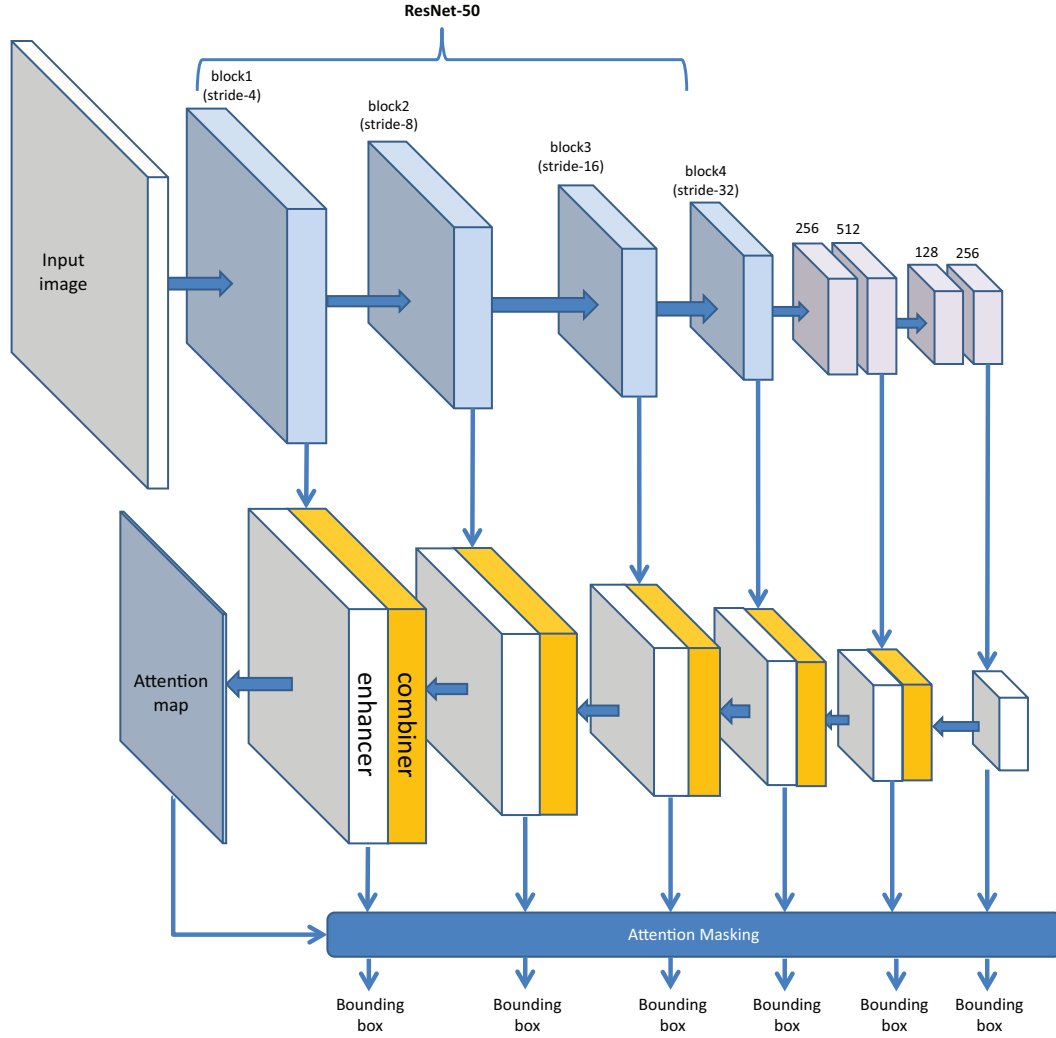 ResNet-50
block1
(stride-4)
block2
(stride-8)
block3
(stride-16)
block4
(stride-32)
256
512
128
256
Input
image
Attention
map
enhancer
combiner
Attention Masking
Bounding
box
Bounding
box
Bounding
box
Bounding
box
Bounding
box
Bounding
box